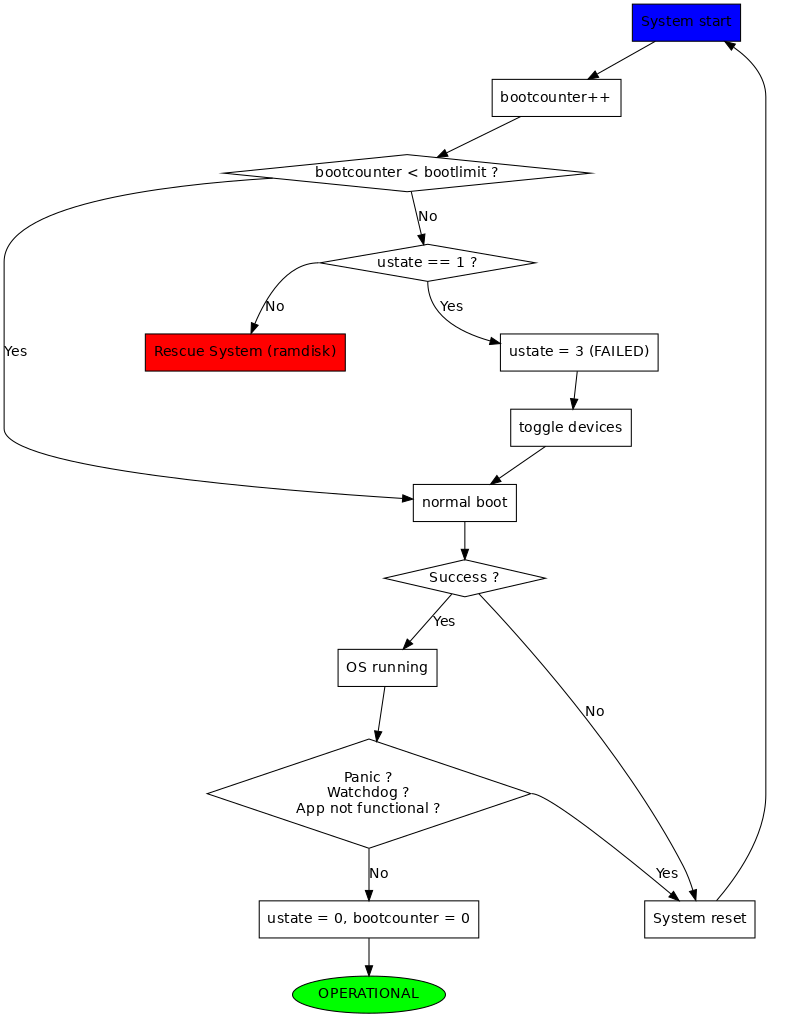 System start
bootcounter++
bootcounter < bootlimit ?
No
ustate == 1 ?
No
Yes
Yes
Rescue System (ramdisk)
ustate = 3 (FAILED)
toggle devices
normal boot
Success ?
Yes
OS running
No
Panic ?
Watchdog ?
App not functional ?
No
Yes
ustate = 0, bootcounter = 0
System reset
OPERATIONAL